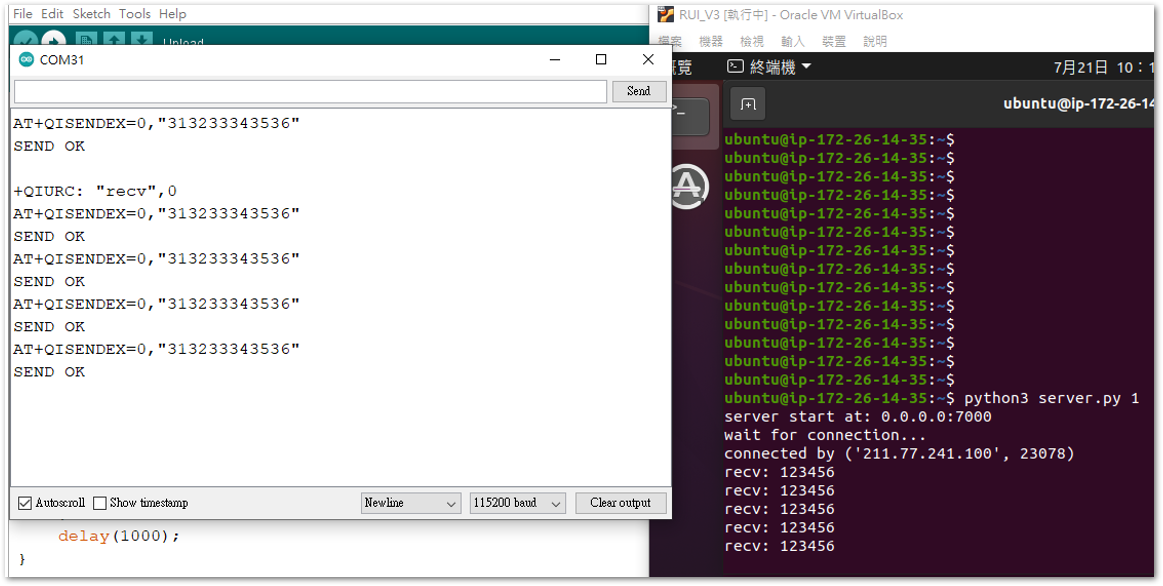 File Edit Sketch Tools Help
Upload
COM31
Send
AT+QISENDEX=0,"313233343536"
SEND OK
+QIURC: "recv",0
AT+QISENDEX=0,"313233343536"
SEND OK
AT+QISENDEX=0,"313233343536"
SEND OK
AT+QISENDEX=0,"313233343536"
SEND OK
AT+QISENDEX=0,"313233343536"
SEND OK
Autoscroll Show timestamp Newline 115200 baud Clear output
delay(1000);
}
RUI_V3 [執行中] - Oracle VM VirtualBox
檔案 機器 檢視 輸入 裝置 說明
概覽 終端機 7月21日 10：1
ubuntu@ip-172-26-14
ubuntu@ip-172-26-14-35:~$
ubuntu@ip-172-26-14-35:~$
ubuntu@ip-172-26-14-35:~$
ubuntu@ip-172-26-14-35:~$
ubuntu@ip-172-26-14-35:~$
ubuntu@ip-172-26-14-35:~$
ubuntu@ip-172-26-14-35:~$
ubuntu@ip-172-26-14-35:~$
ubuntu@ip-172-26-14-35:~$
ubuntu@ip-172-26-14-35:~$
ubuntu@ip-172-26-14-35:~$
ubuntu@ip-172-26-14-35:~$
ubuntu@ip-172-26-14-35:~$
ubuntu@ip-172-26-14-35:~$
ubuntu@ip-172-26-14-35:~$ python3 server.py 1
server start at: 0.0.0.0:7000
wait for connection...
connected by ('211.77.241.100', 23078)
recv: 123456
recv: 123456
recv: 123456
recv: 123456
recv: 123456